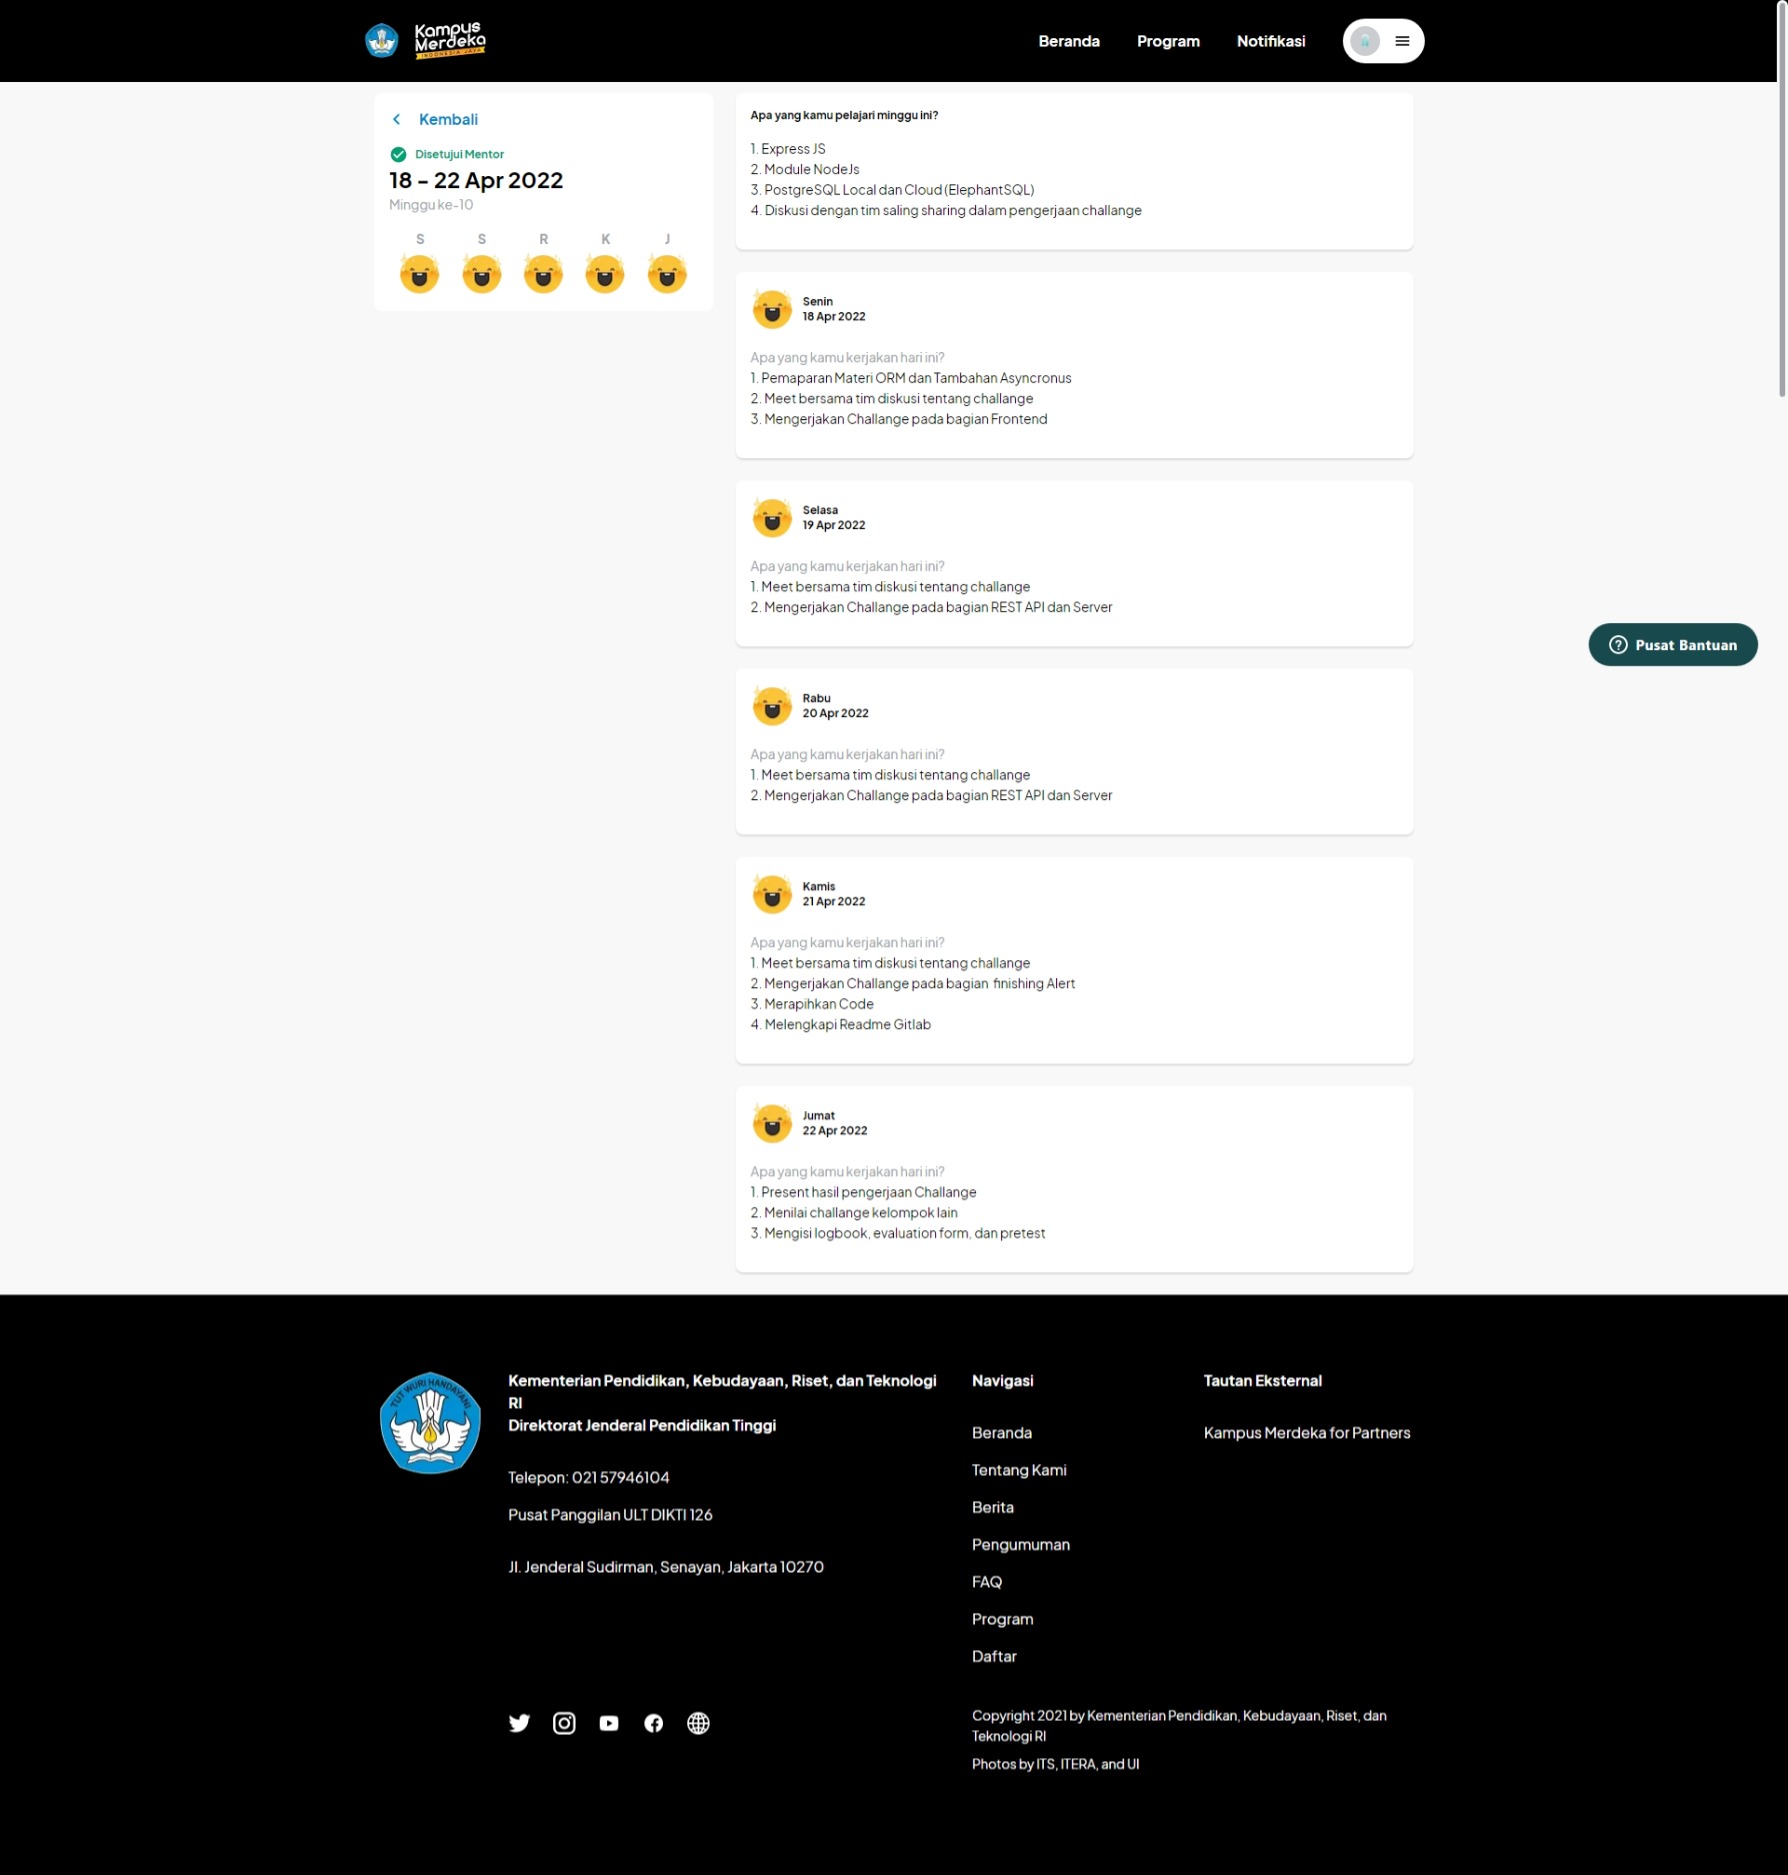 Kampus
Merdeka
INDONESIA JAYA
Beranda
Program
Notifikasi
Kembali
Disetujui Mentor
18 - 22 Apr 2022
Minggu ke-10
S S R K J
Apa yang kamu pelajari minggu ini?
1. Express JS
2. Module NodeJs
3. PostgreSQL Local dan Cloud (ElephantSQL)
4. Diskusi dengan tim saling sharing dalam pengerjaan challange
Senin
18 Apr 2022
Apa yang kamu kerjakan hari ini?
1. Pemaparan Materi ORM dan Tambahan Asyncronus
2. Meet bersama tim diskusi tentang challange
3. Mengerjakan Challange pada bagian Frontend
Selasa
19 Apr 2022
Apa yang kamu kerjakan hari ini?
1. Meet bersama tim diskusi tentang challange
2. Mengerjakan Challange pada bagian REST API dan Server
Pusat Bantuan
Rabu
20 Apr 2022
Apa yang kamu kerjakan hari ini?
1. Meet bersama tim diskusi tentang challange
2. Mengerjakan Challange pada bagian REST API dan Server
Kamis
21 Apr 2022
Apa yang kamu kerjakan hari ini?
1. Meet bersama tim diskusi tentang challange
2. Mengerjakan Challange pada bagian finishing Alert
3. Merapihkan Code
4. Melengkapi Readme Gitlab
Jumat
22 Apr 2022
Apa yang kamu kerjakan hari ini?
1. Present hasil pengerjaan Challange
2. Menilai challange kelompok lain
3. Mengisi logbook, evaluation form, dan pretest
TUT WURI HANDAYANI
Kementerian Pendidikan, Kebudayaan, Riset, dan Teknologi
RI
Direktorat Jenderal Pendidikan Tinggi
Telepon: 021 57946104
Pusat Panggilan ULT DIKTI 126
Jl. Jenderal Sudirman, Senayan, Jakarta 10270
Navigasi
Beranda
Tentang Kami
Berita
Pengumuman
FAQ
Program
Daftar
Tautan Eksternal
Kampus Merdeka for Partners
Copyright 2021 by Kementerian Pendidikan, Kebudayaan, Riset, dan
Teknologi RI
Photos by ITS, ITERA, and UI